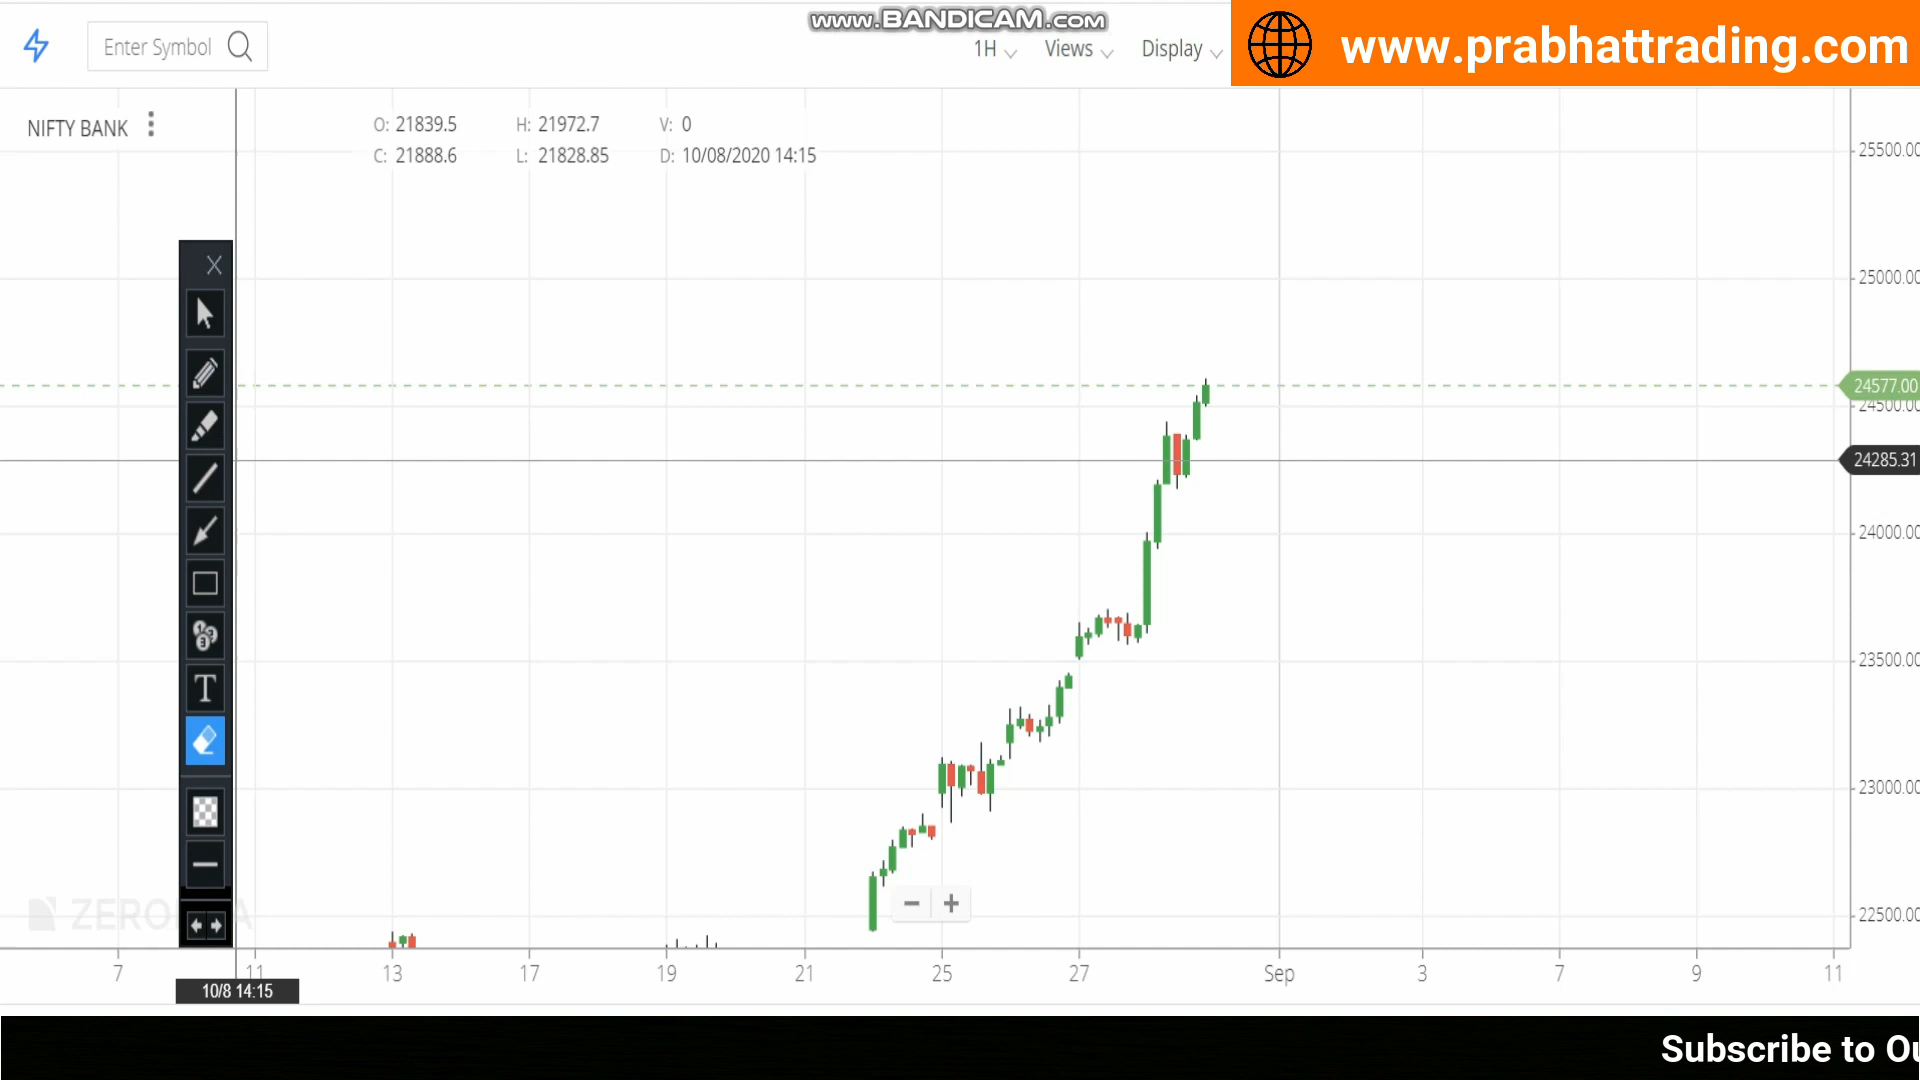 www.BANDICAM.com
Enter Symbol
1H
Views
Display
www.prabhattrading.com
NIFTY BANK
O: 21839.5
H: 21972.7
V: 0
C: 21888.6
L: 21828.85
D: 10/08/2020 14:15
25500.00
25000.00
24577.00
24500.00
24285.31
24000.00
23500.00
23000.00
22500.00
T
7
11
13
17
19
21
25
27
Sep
3
7
9
11
10/8 14:15
Subscribe to Ou